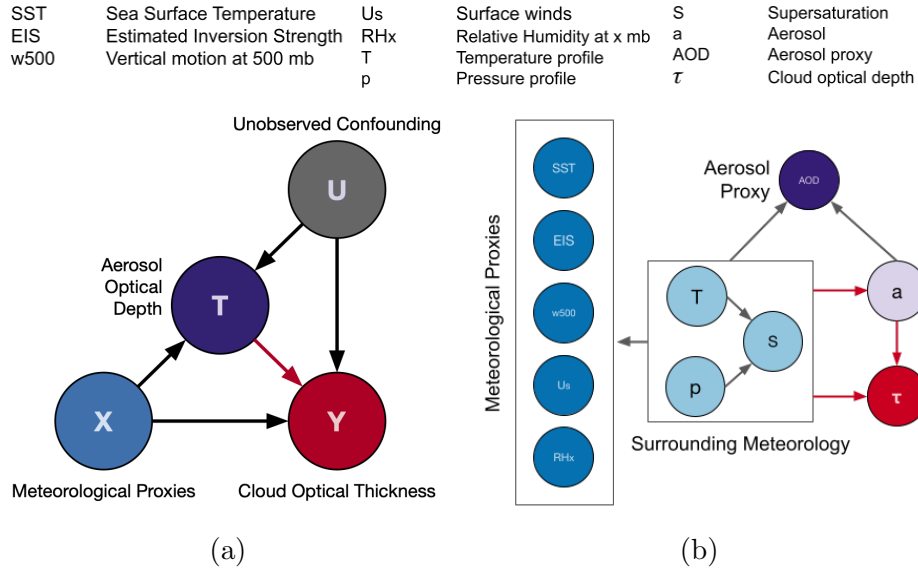 SST Sea Surface Temperature Us Surface winds S Supersaturation
EIS Estimated Inversion Strength RHx Relative Humidity at x mb a Aerosol
w500 Vertical motion at 500 mb T Temperature profile AOD Aerosol proxy
p Pressure profile τ Cloud optical depth
Unobserved Confounding
U
Aerosol
Optical
Depth
T
X
Y
Meteorological Proxies
Cloud Optical Thickness
(a)
Meteorological Proxies
SST
EIS
w500
Us
RHx
Aerosol
Proxy
AOD
T
S
p
a
τ
Surrounding Meteorology
(b)